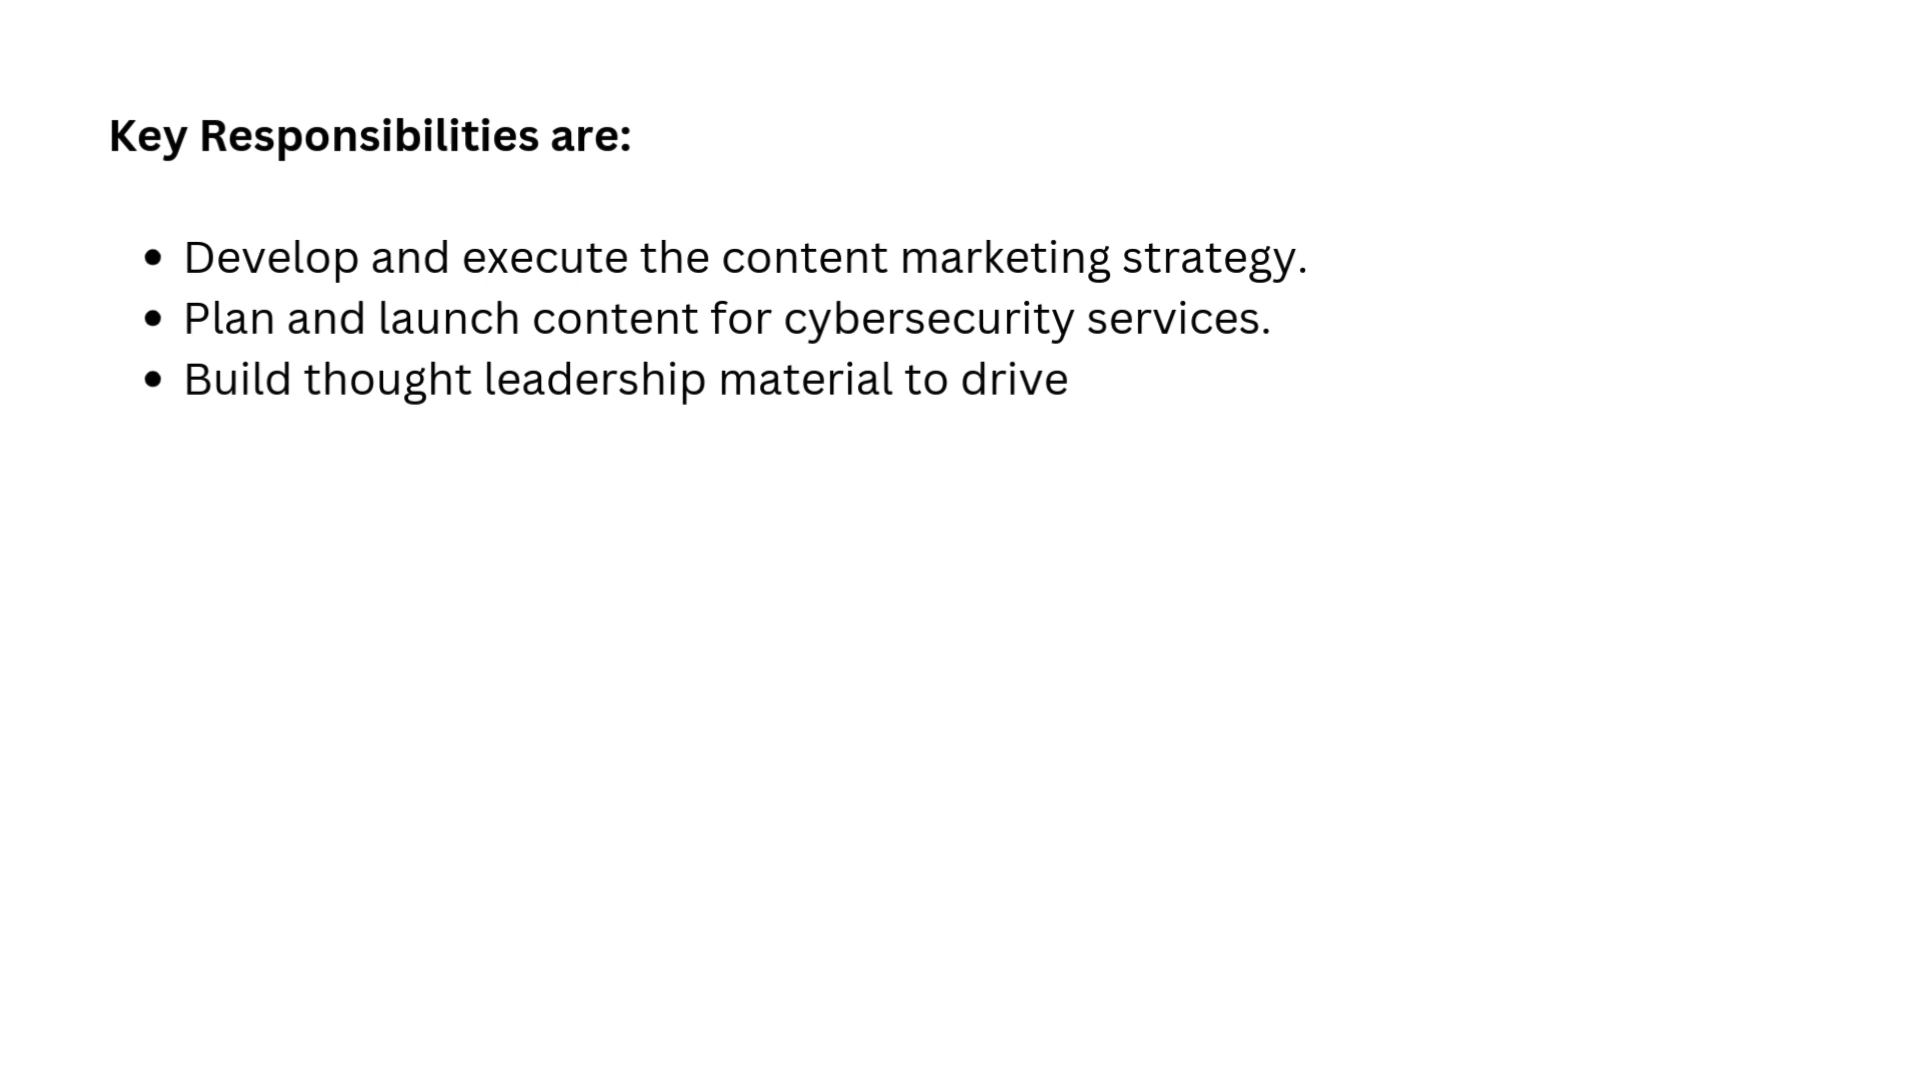 Key Responsibilities are:
• Develop and execute the content marketing strategy.
• Plan and launch content for cybersecurity services.
• Build thought leadership material to drive